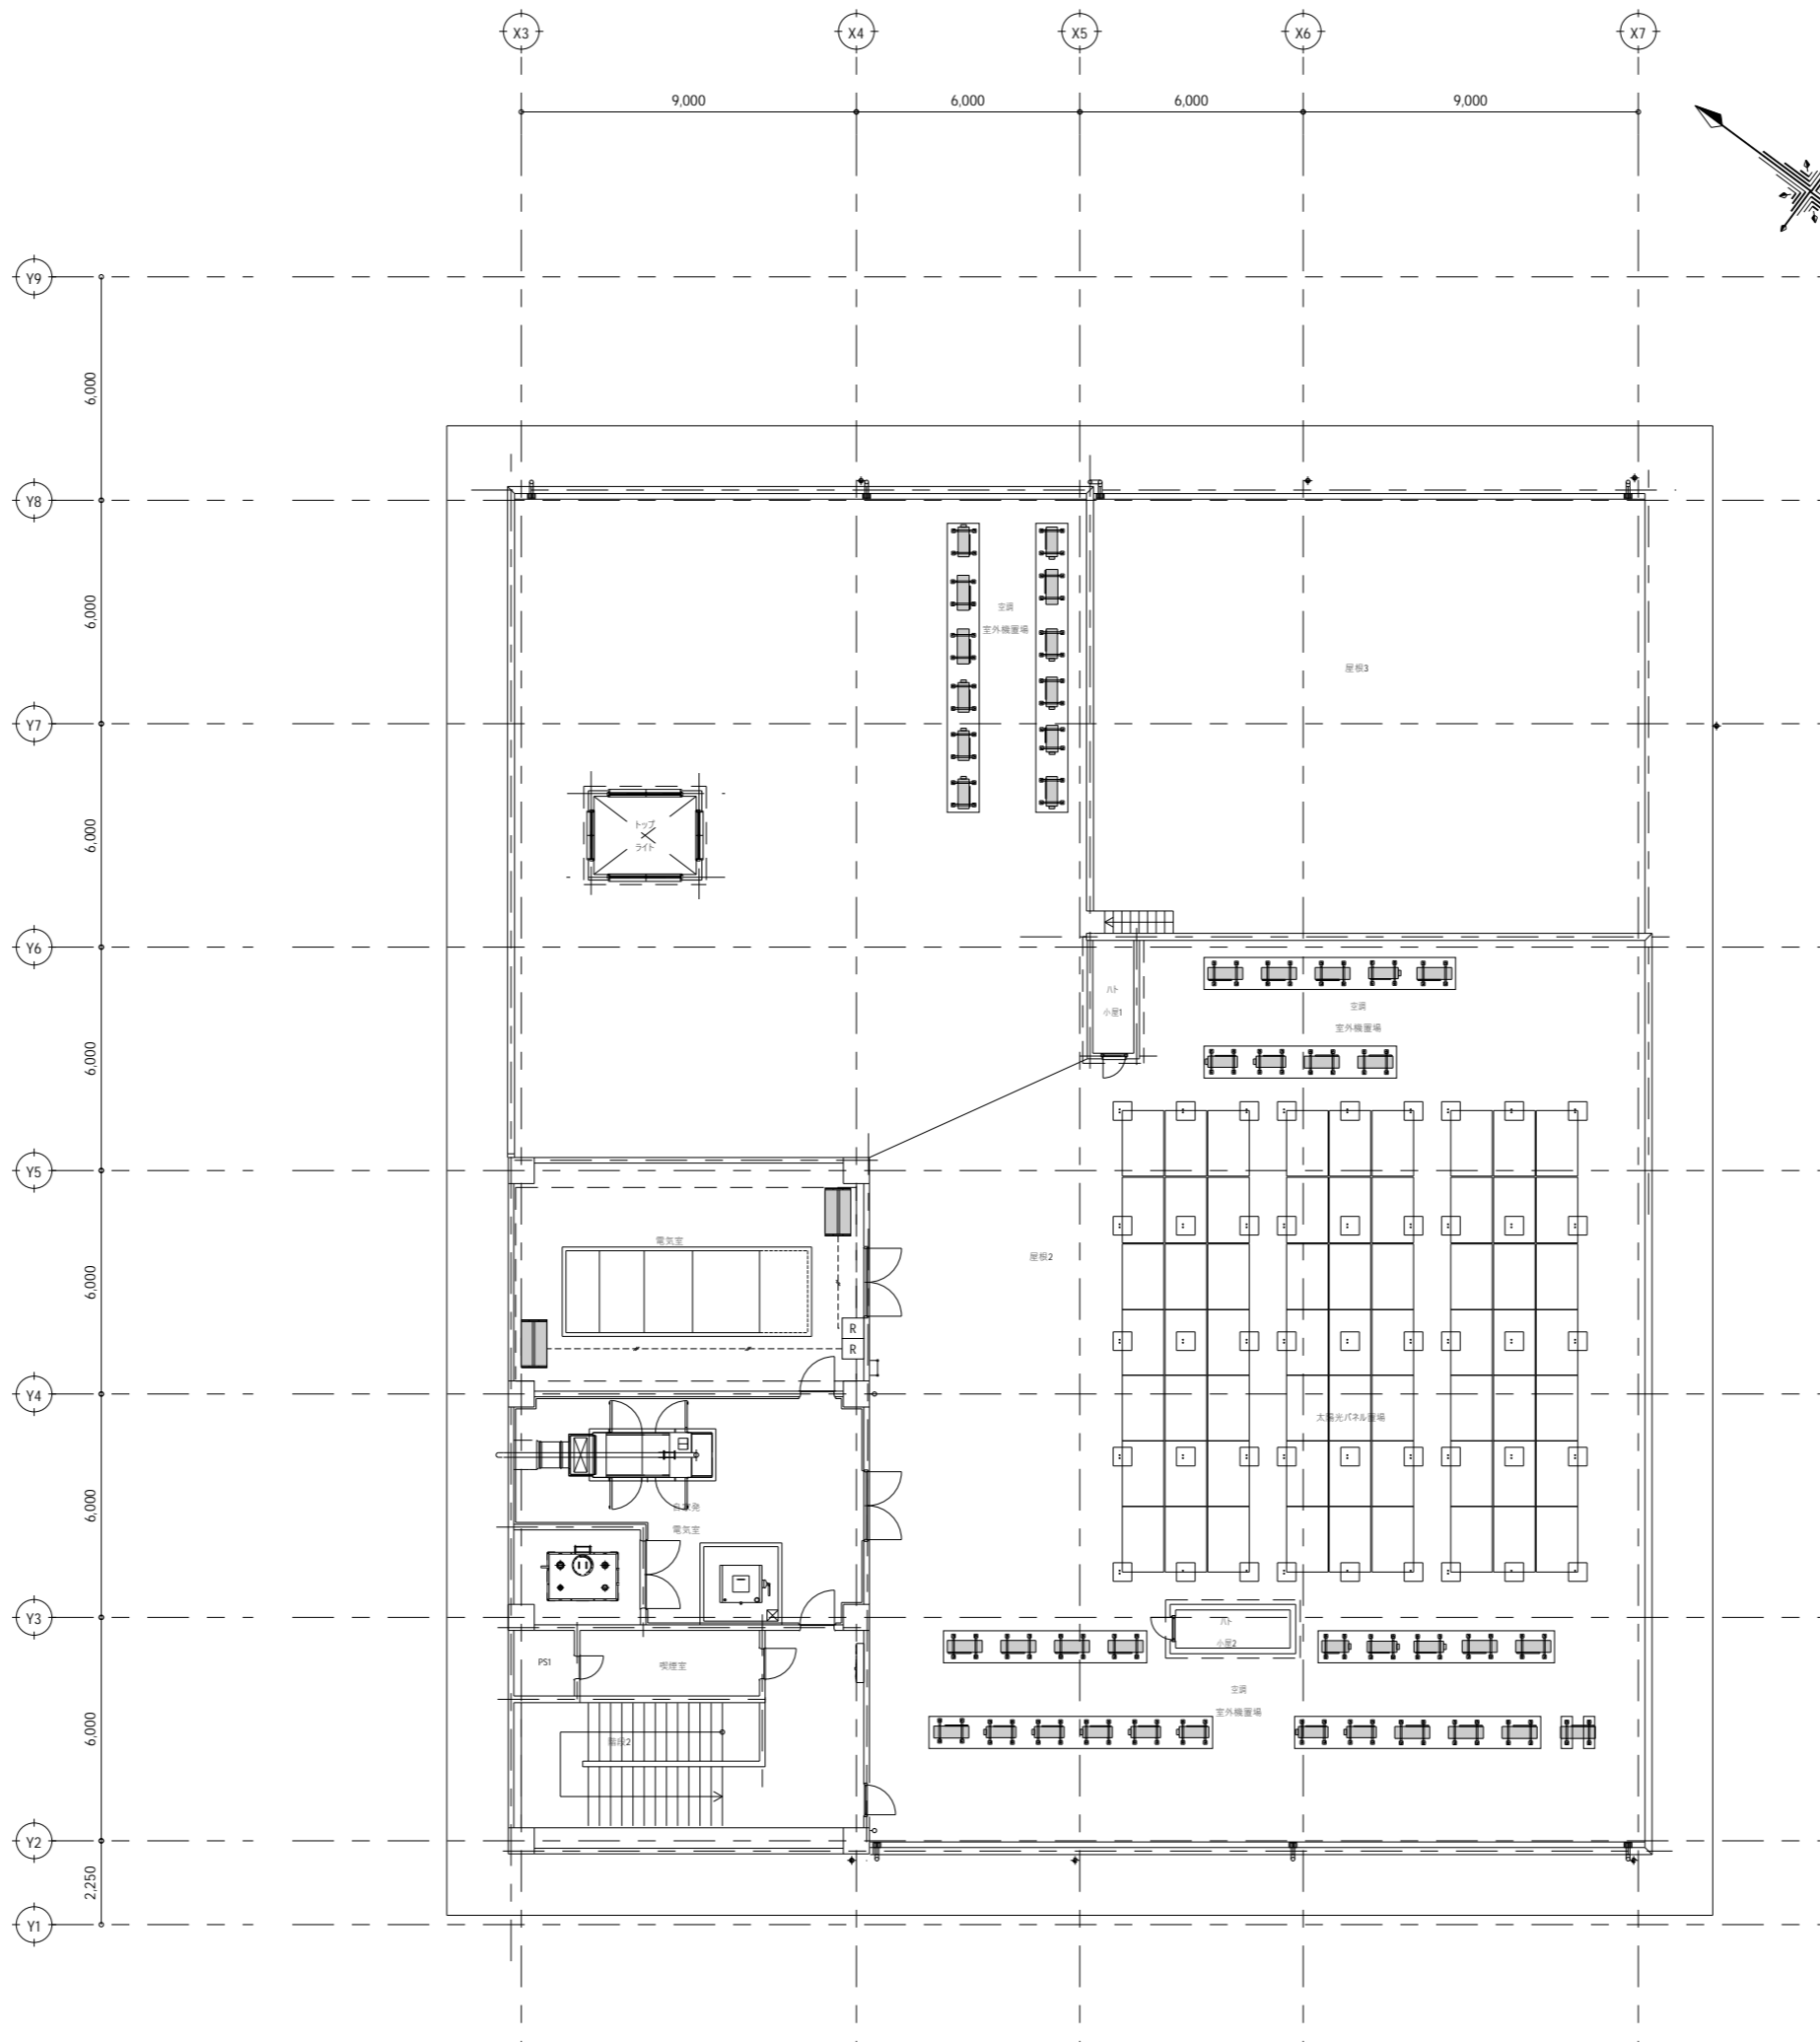 X3
X4
X5
X6
X7
9,000
6,000
6,000
9,000
Y9
6,000
Y8
6,000
空調
室外機置場
屋根3
Y7
6,000
トップ
ライト
Y6
6,000
ハト
小屋1
空調
室外機置場
Y5
6,000
電気室
屋根2
R
R
Y4
6,000
太陽光パネル置場
自家発
電気室
Y3
6,000
ハト
小屋2
PS1
喫煙室
空調
室外機置場
階段2
Y2
2,250
Y1